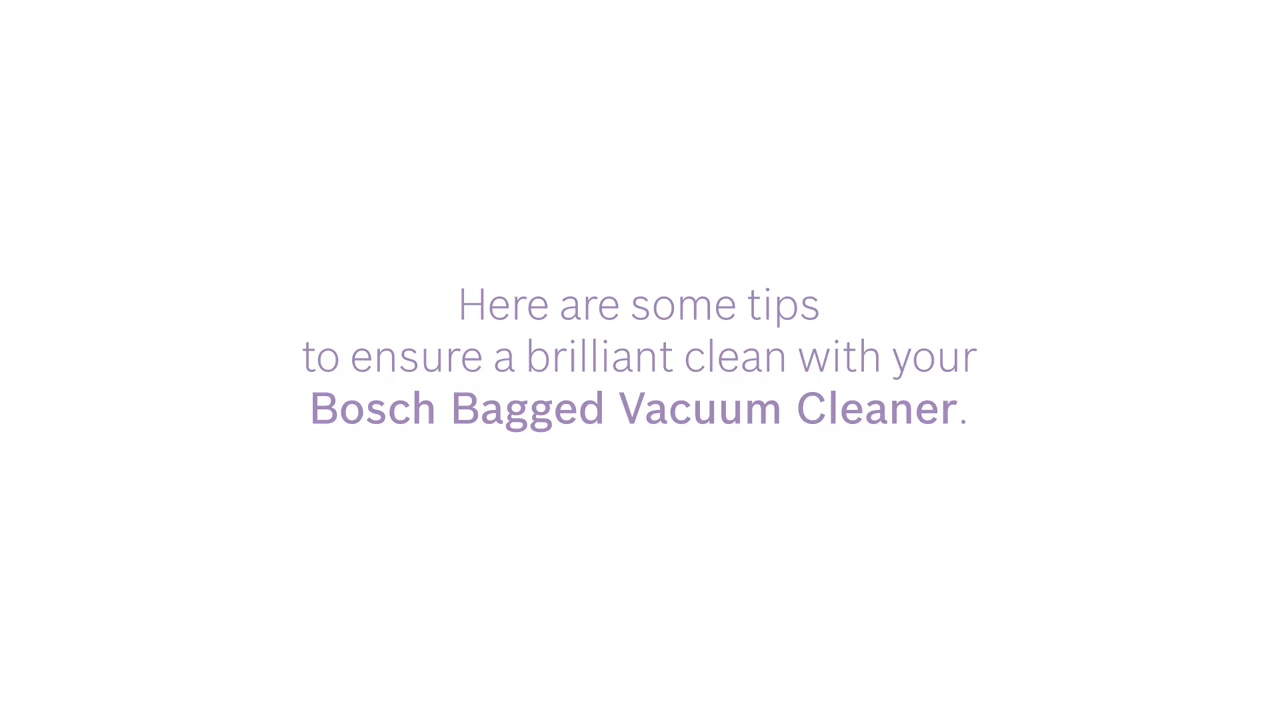 Here are some tips
to ensure a brilliant clean with your
Bosch Bagged Vacuum Cleaner.